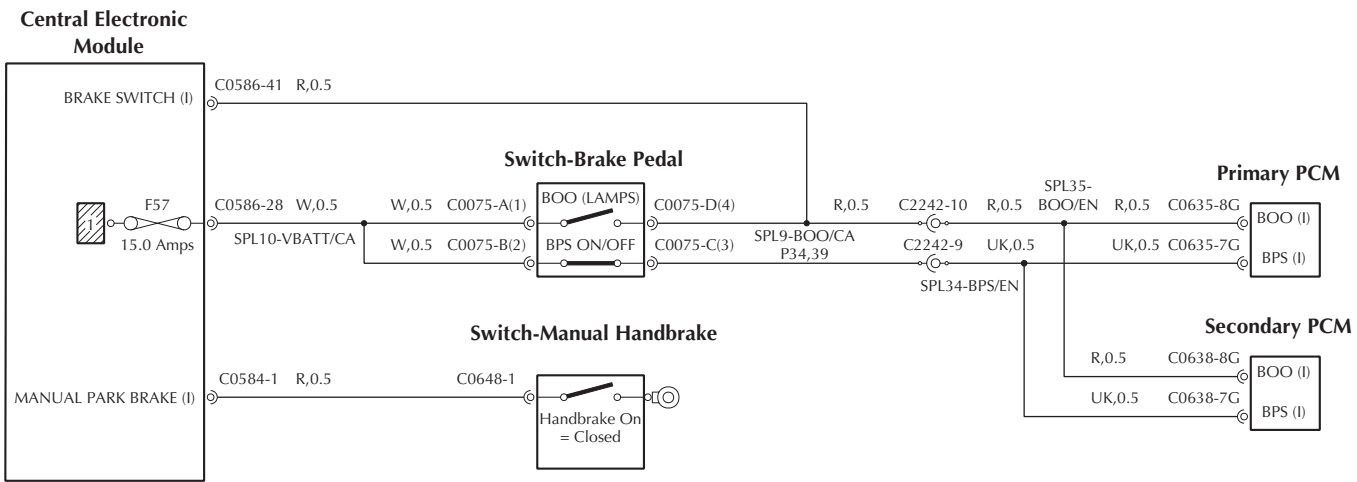 Central Electronic
Module
BRAKE SWITCH (I)
C0586-41 R,0.5
Switch-Brake Pedal
1
F57
15.0 Amps
C0586-28 W,0.5
SPL10-VBATT/CA
W,0.5 C0075-A(1)
W,0.5 C0075-B(2)
BOO (LAMPS)
BPS ON/OFF
C0075-D(4)
C0075-C(3)
R,0.5
SPL9-BOO/CA
P34,39
C2242-10
C2242-9
R,0.5
UK,0.5
SPL34-BPS/EN
SPL35-
BOO/EN
R,0.5 C0635-8G
UK,0.5 C0635-7G
Primary PCM
BOO (I)
BPS (I)
Secondary PCM
R,0.5 C0638-8G
UK,0.5 C0638-7G
BOO (I)
BPS (I)
Switch-Manual Handbrake
MANUAL PARK BRAKE (I)
C0584-1 R,0.5
C0648-1
Handbrake On
= Closed